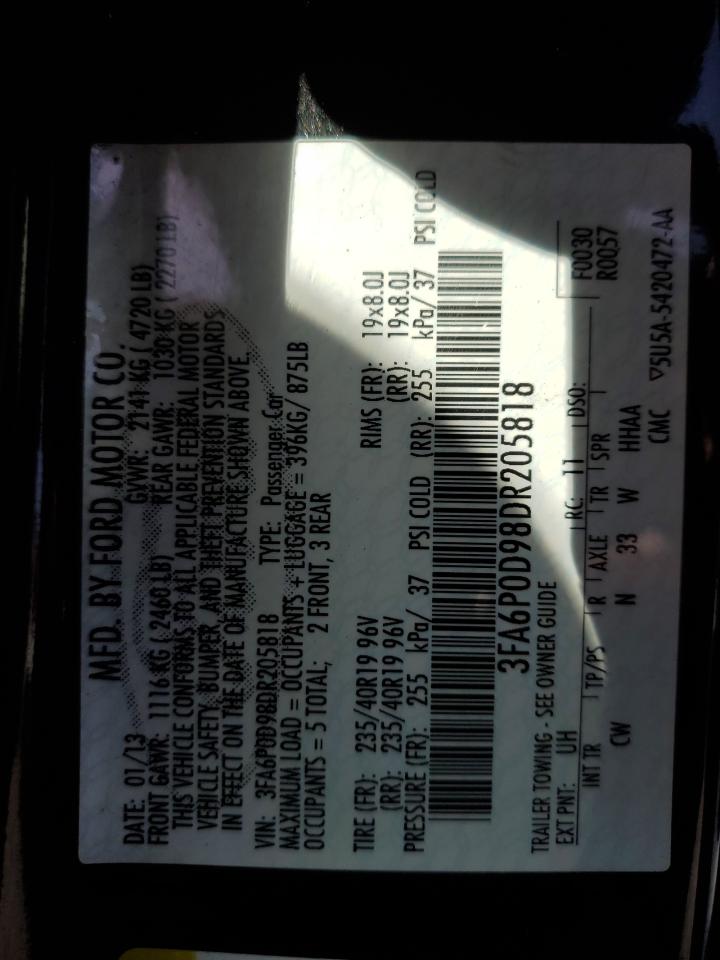 MFD. BY FORD MOTOR CO.
DATE: 01/13 GVWR: 2141 KG ( 4720 LB)
FRONT GAWR: 1116 KG ( 2460 LB) REAR GAWR: 1030 KG ( 2270 LB)
THIS VEHICLE CONFORMS TO ALL APPLICABLE FEDERAL MOTOR
VEHICLE SAFETY, BUMPER, AND THEFT PREVENTION STANDARDS
IN EFFECT ON THE DATE OF MANUFACTURE SHOWN ABOVE.
VIN: 3FA6P0D98DR205818 TYPE: Passenger Car
MAXIMUM LOAD = OCCUPANTS + LUGGAGE = 396KG/ 875LB
OCCUPANTS = 5 TOTAL; 2 FRONT, 3 REAR
TIRE (FR): 235/40R19 96V RIMS (FR): 19x8.0J
(RR): 235/40R19 96V (RR): 19x8.0J
PRESSURE (FR): 255 kPa/ 37 PSI COLD (RR): 255 kPa/ 37 PSI COLD
3FA6P0D98DR205818
TRAILER TOWING - SEE OWNER GUIDE
EXT PNT: UH RC: 11 DSO: F0030
INT TR TP/PS R AXLE TR SPR R0057
CW N 33 W HHAA
CMC ▽5U5A-5420472-AA